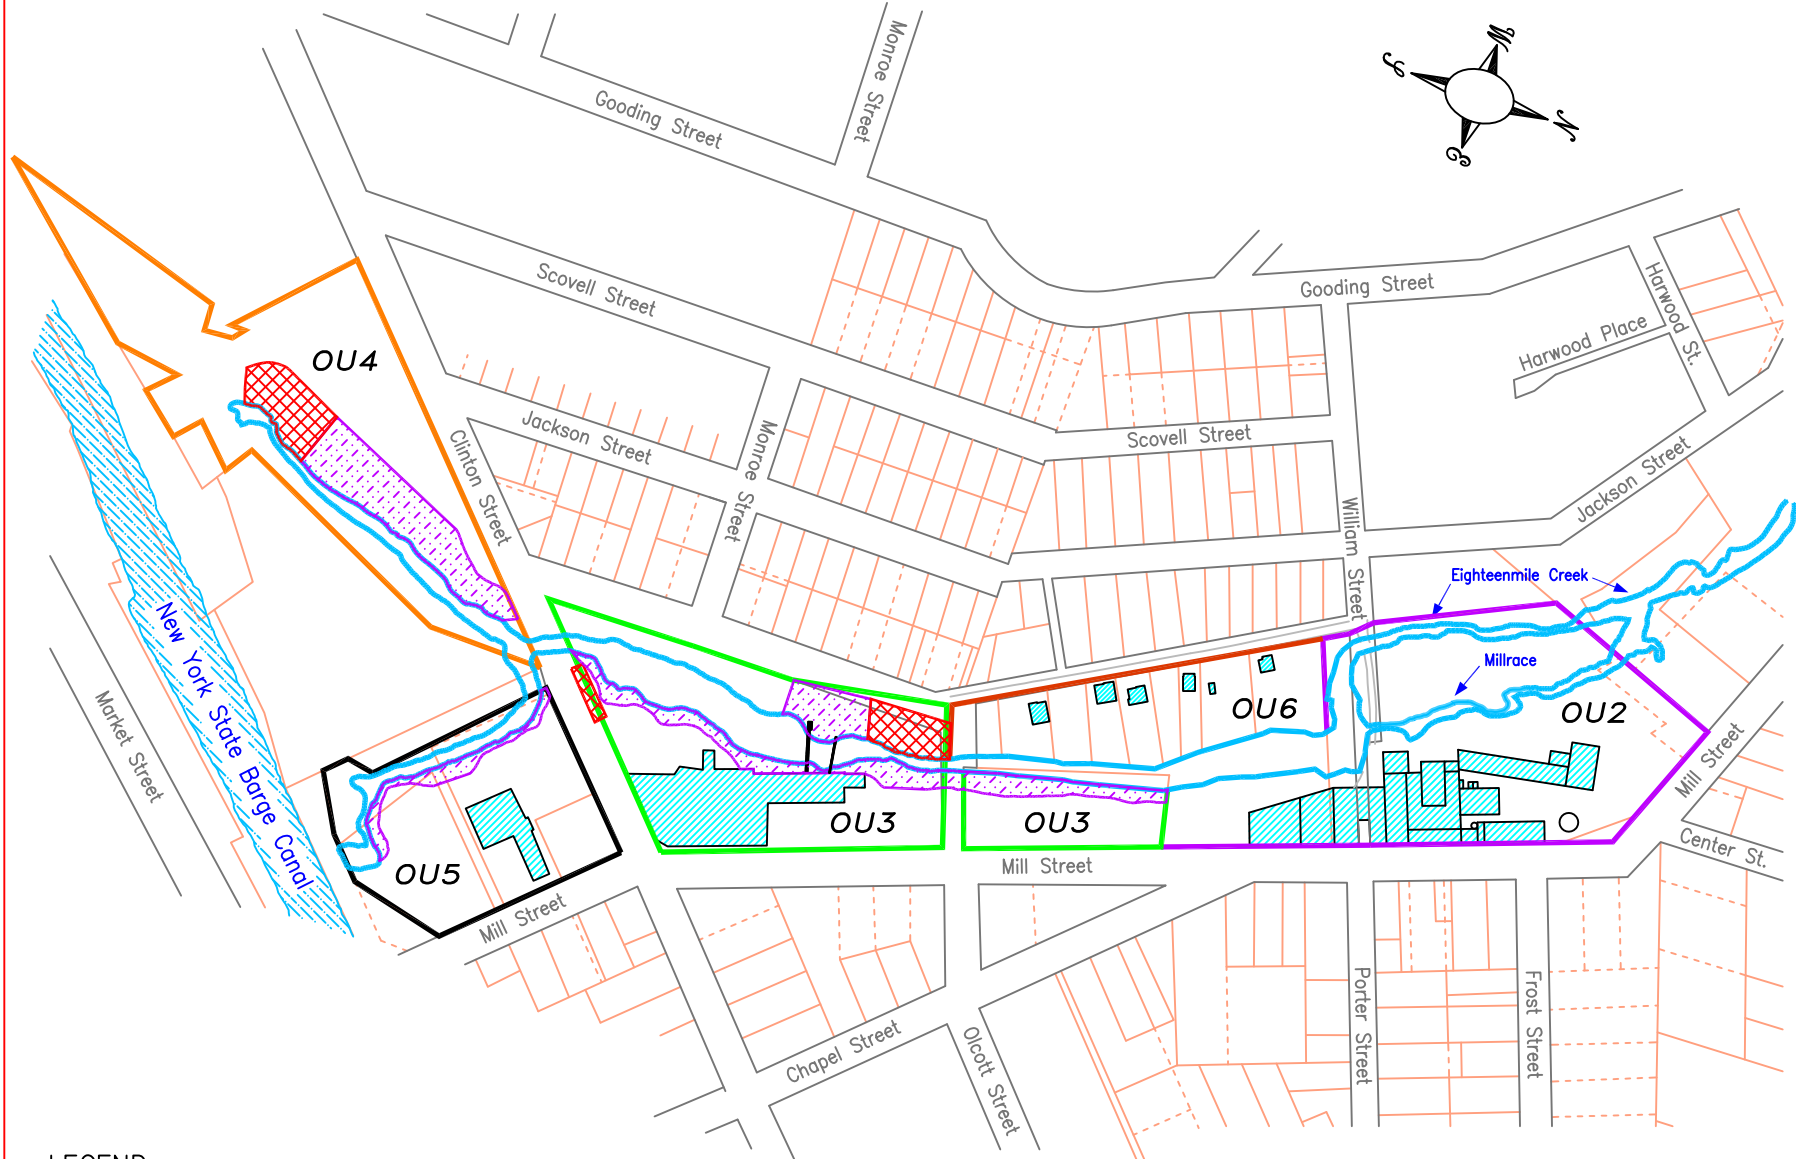 Monroe Street
W
S
N
E
Gooding Street
Scovell Street
Gooding Street
Harwood St.
Harwood Place
OU4
Jackson Street
Monroe Street
Scovell Street
Clinton Street
Jackson Street
William Street
Eighteenmile Creek
New York State Barge Canal
Millrace
Market Street
OU6
OU2
Mill Street
OU3
OU3
Center St.
OU5
Mill Street
Mill Street
Porter Street
Frost Street
Chapel Street
Olcott Street
LEGEND